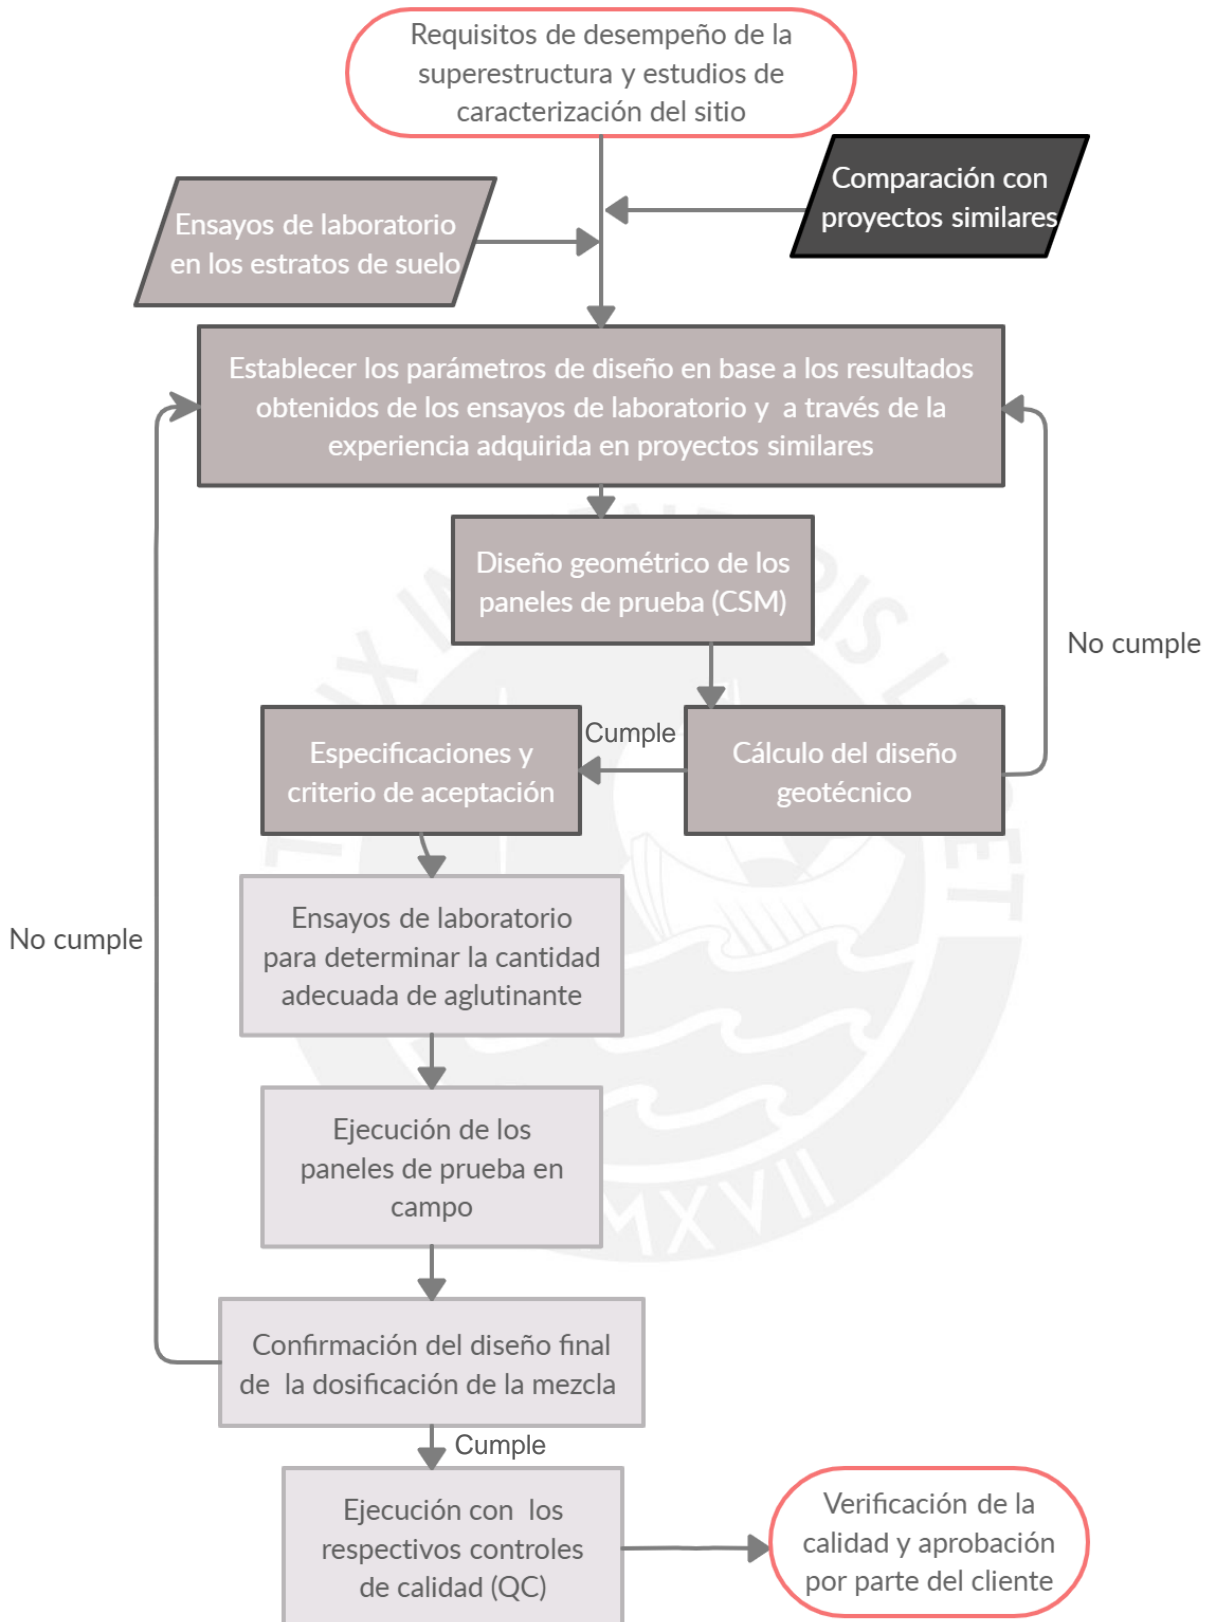 Requisitos de desempeño de la
superestructura y estudios de
caracterización del sitio
Comparación con
proyectos similares
Ensayos de laboratorio
en los estratos de suelo
Establecer los parámetros de diseño en base a los resultados
obtenidos de los ensayos de laboratorio y a través de la
experiencia adquirida en proyectos similares
Diseño geométrico de los
paneles de prueba (CSM)
No cumple
Cálculo del diseño
geotécnico
Cumple
Especificaciones y
criterio de aceptación
Ensayos de laboratorio
para determinar la cantidad
adecuada de aglutinante
No cumple
Ejecución de los
paneles de prueba en
campo
Confirmación del diseño final
de la dosificación de la mezcla
Cumple
Ejecución con los
respectivos controles
de calidad (QC)
Verificación de la
calidad y aprobación
por parte del cliente